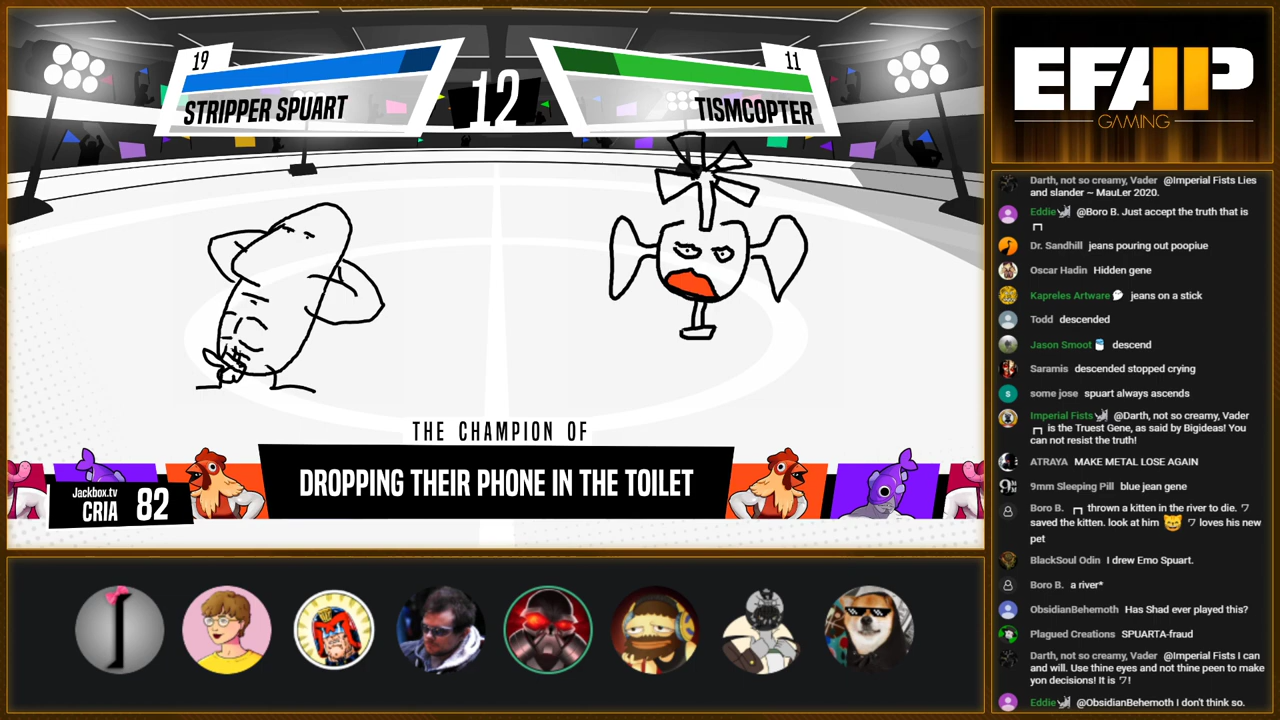 19
STRIPPER SPUART
12
11
TISMCOPTER
THE CHAMPION OF
DROPPING THEIR PHONE IN THE TOILET
Jackbox.tv
CRIA 82
EFAP
GAMING
Darth, not so creamy, Vader @Imperial Fists Lies
and slander ~ MauLer 2020.
Eddie @Boro B. Just accept the truth that is
┌┐
Dr. Sandhill jeans pouring out poopiue
Oscar Hadin Hidden gene
Kapreles Artware jeans on a stick
Todd descended
Jason Smoot descend
Saramis descended stopped crying
some jose spuart always ascends
Imperial Fists @Darth, not so creamy, Vader
┌┐ is the Truest Gene, as said by Bigideas! You
can not resist the truth!
ATRAYA MAKE METAL LOSE AGAIN
9mm Sleeping Pill blue jean gene
Boro B. ┌┐ thrown a kitten in the river to die. ワ
saved the kitten. look at him 😺 ワ loves his new
pet
BlackSoul Odin I drew Emo Spuart.
Boro B. a river*
ObsidianBehemoth Has Shad ever played this?
Plagued Creations SPUARTA-fraud
Darth, not so creamy, Vader @Imperial Fists I can
and will. Use thine eyes and not thine peen to make
yon decisions! It is ワ!
Eddie @ObsidianBehemoth I don't think so.